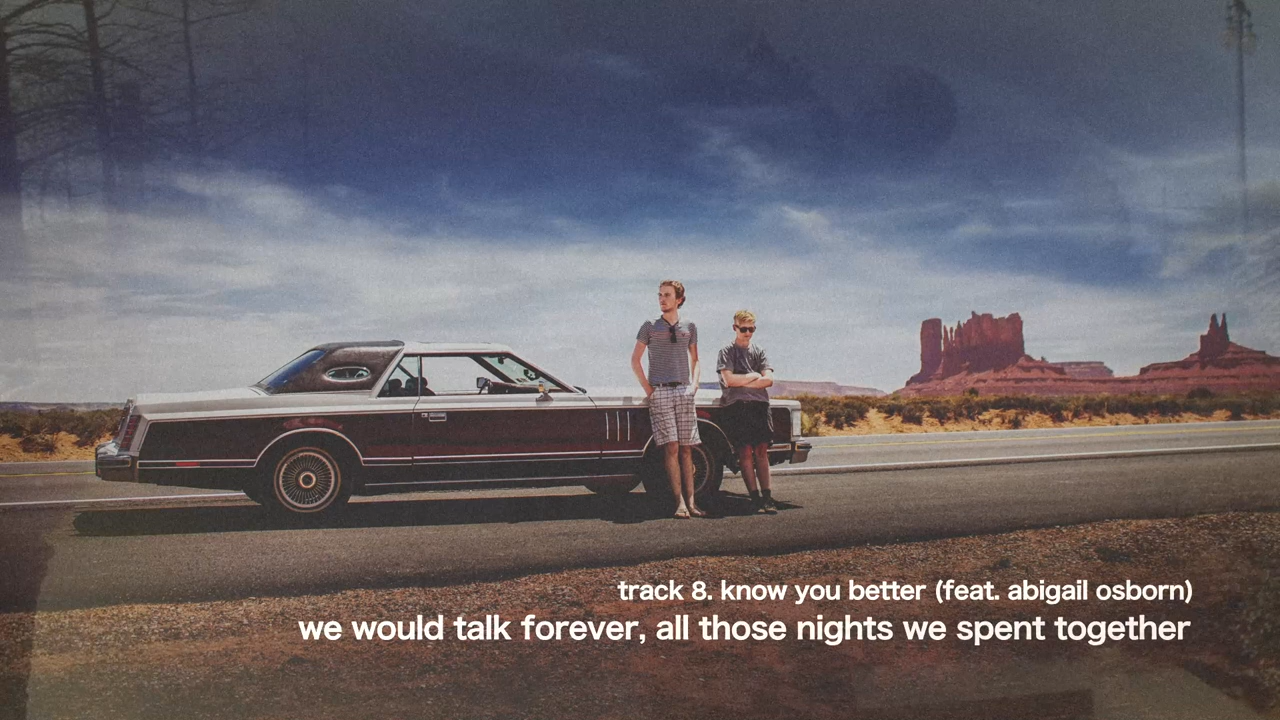 track 8. know you better (feat. abigail osborn)
we would talk forever, all those nights we spent together